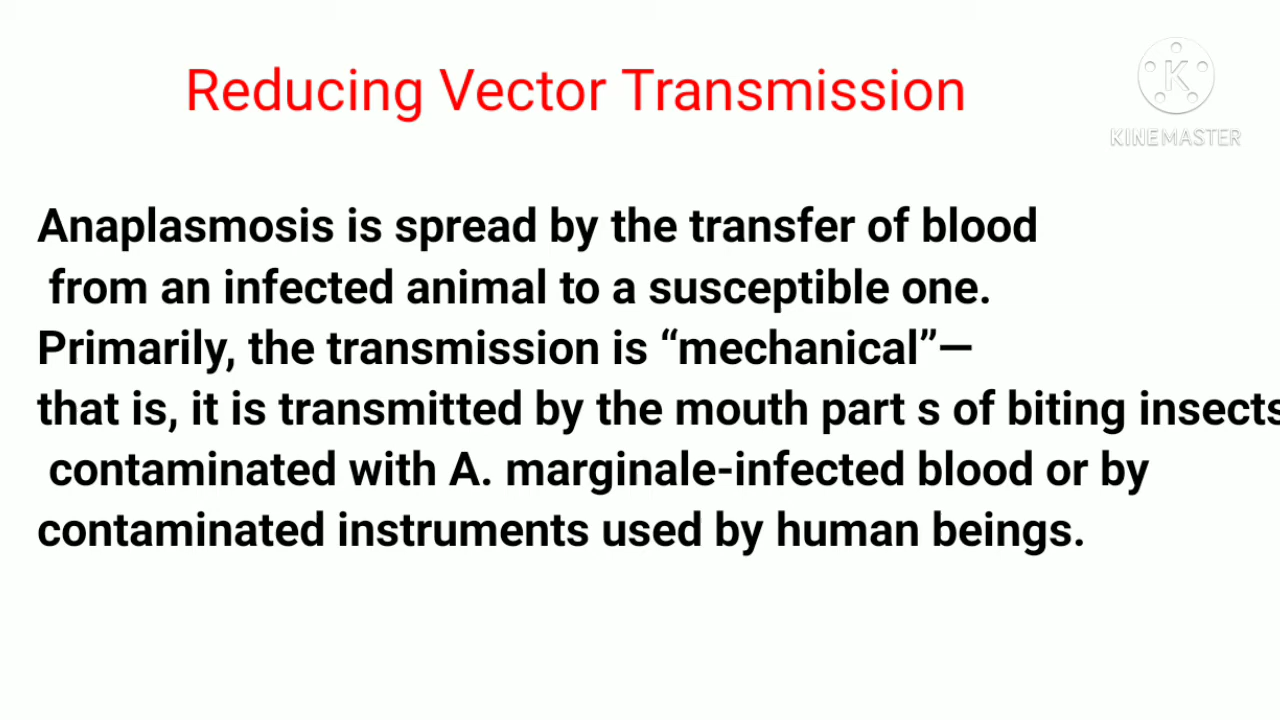 Reducing Vector Transmission
K
KINEMASTER
Anaplasmosis is spread by the transfer of blood
from an infected animal to a susceptible one.
Primarily, the transmission is “mechanical”—
that is, it is transmitted by the mouth part s of biting insects
contaminated with A. marginale-infected blood or by
contaminated instruments used by human beings.